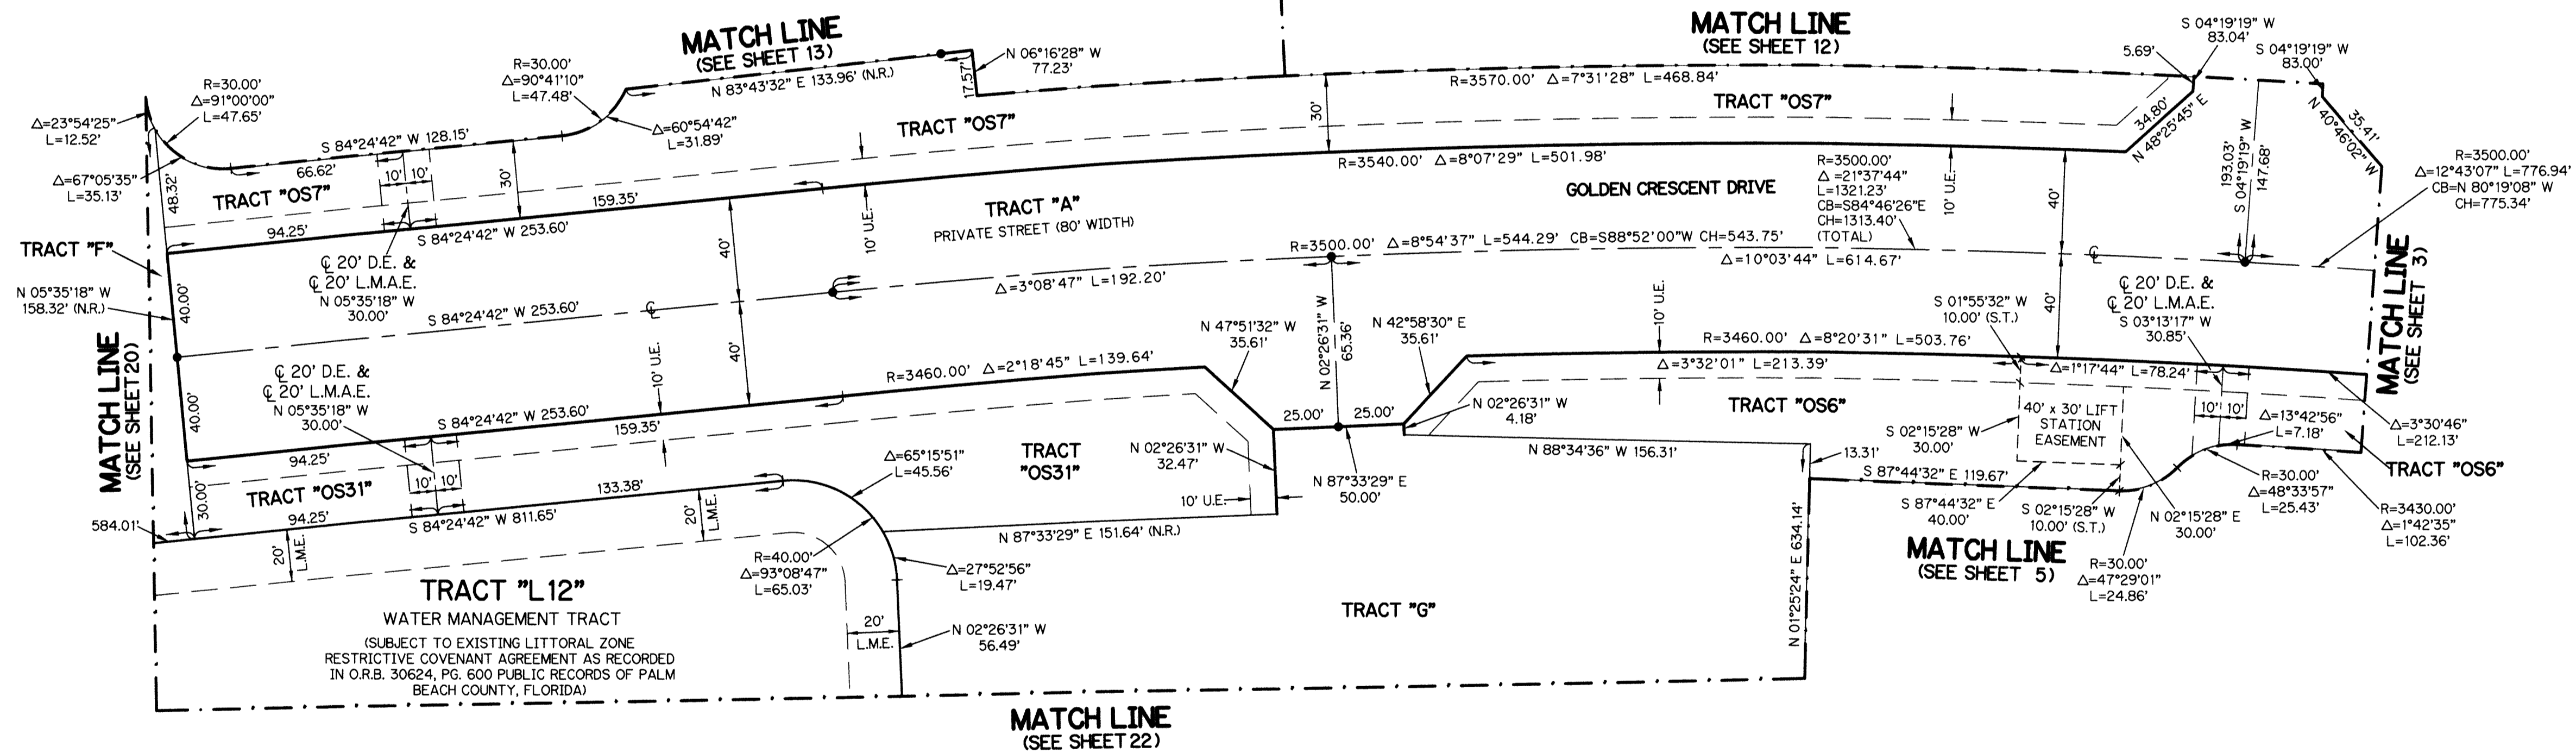 MATCH LINE
(SEE SHEET 13)
MATCH LINE
(SEE SHEET 12)
S 04°19'19" W
83.04'
5.69'
S 04°19'19" W
83.00'
N 06°16'28" W
77.23'
17.57'
R=30.00'
Δ=90°41'10"
L=47.48'
N 83°43'32" E 133.96' (N.R.)
R=30.00'
Δ=91°00'00"
L=47.65'
Δ=23°54'25"
L=12.52'
Δ=60°54'42"
L=31.89'
S 84°24'42" W 128.15'
66.62'
Δ=67°05'35"
L=35.13'
48.32'
TRACT "OS7"
10' 10'
30'
TRACT "OS7"
30'
R=3570.00' Δ=7°31'28" L=468.84'
TRACT "OS7"
34.80'
N 48°25'45" E
35.41'
N 40°46'02" W
193.03'
S 04°19'19" W
147.68'
R=3500.00'
Δ=12°43'07" L=776.94'
CB=N 80°19'08" W
CH=775.34'
R=3540.00' Δ=8°07'29" L=501.98'
R=3500.00'
Δ =21°37'44"
L=1321.23'
CB=S84°46'26"E
CH=1313.40'
(TOTAL)
10' U.E.
40'
GOLDEN CRESCENT DRIVE
TRACT "A"
PRIVATE STREET (80' WIDTH)
159.35'
94.25'
S 84°24'42" W 253.60'
10' U.E.
40'
TRACT "F"
℄ 20' D.E. &
℄ 20' L.M.A.E.
N 05°35'18" W
30.00'
N 05°35'18" W
158.32' (N.R.)
40.00'
R=3500.00' Δ=8°54'37" L=544.29' CB=S88°52'00"W CH=543.75'
Δ=10°03'44" L=614.67'
℄
Δ=3°08'47" L=192.20'
S 84°24'42" W 253.60'
℄
MATCH LINE
(SEE SHEET 20)
MATCH LINE
(SEE SHEET 3)
℄ 20' D.E. &
℄ 20' L.M.A.E.
S 03°13'17" W
30.85'
S 01°55'32" W
10.00' (S.T.)
40'
10' U.E.
N 02°26'31" W
65.36'
N 47°51'32" W
35.61'
N 42°58'30" E
35.61'
R=3460.00' Δ=8°20'31" L=503.76'
Δ=3°32'01" L=213.39'
Δ=1°17'44" L=78.24'
40'
10' U.E.
R=3460.00' Δ=2°18'45" L=139.64'
℄ 20' D.E. &
℄ 20' L.M.A.E.
N 05°35'18" W
30.00'
40.00'
S 84°24'42" W 253.60'
159.35'
94.25'
25.00' 25.00'
N 02°26'31" W
4.18'
TRACT "OS6"
40' x 30' LIFT
STATION
EASEMENT
10' 10'
Δ=13°42'56"
L=7.18'
Δ=3°30'46"
L=212.13'
S 02°15'28" W
30.00'
N 88°34'36" W 156.31'
13.31'
S 87°44'32" E 119.67'
TRACT "OS6"
N 02°26'31" W
32.47'
TRACT
"OS31"
Δ=65°15'51"
L=45.56'
N 87°33'29" E
50.00'
10' U.E.
TRACT "OS31"
10' 10'
30.00'
133.38'
94.25'
S 84°24'42" W 811.65'
584.01'
20'
L.M.E.
20'
L.M.E.
N 87°33'29" E 151.64' (N.R.)
S 87°44'32" E
40.00'
S 02°15'28" W
10.00' (S.T.)
N 02°15'28" E
30.00'
R=30.00'
Δ=48°33'57"
L=25.43'
R=3430.00'
Δ=1°42'35"
L=102.36'
MATCH LINE
(SEE SHEET 5)
R=30.00'
Δ=47°29'01"
L=24.86'
N 01°25'24" E 634.14'
R=40.00'
Δ=93°08'47"
L=65.03'
Δ=27°52'56"
L=19.47'
TRACT "G"
20'
L.M.E.
N 02°26'31" W
56.49'
TRACT "L12"
WATER MANAGEMENT TRACT
(SUBJECT TO EXISTING LITTORAL ZONE
RESTRICTIVE COVENANT AGREEMENT AS RECORDED
IN O.R.B. 30624, PG. 600 PUBLIC RECORDS OF PALM
BEACH COUNTY, FLORIDA)
MATCH LINE
(SEE SHEET 22)